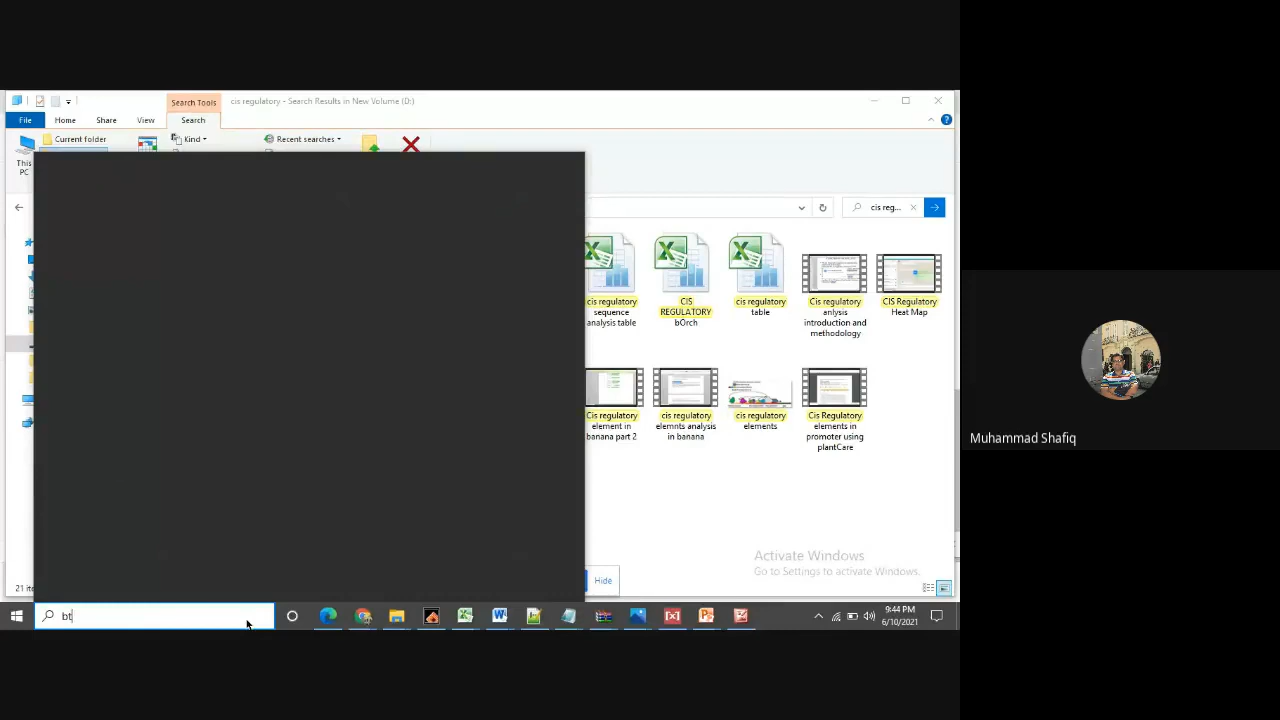 Search Tools
cis regulatory - Search Results in New Volume (D:)
File
Home
Share
View
Search
Current folder
Kind
Recent searches
This
PC
cis reg...
cis regulatory
sequence
analysis table
CIS
REGULATORY
bOrch
cis regulatory
table
Cis regulatory
anlysis
introduction and
methodology
CIS Regulatory
Heat Map
Cis regulatory
element in
banana part 2
cis regulatory
elemnts analysis
in banana
cis regulatory
elements
Cis Regulatory
elements in
promoter using
plantCare
Activate Windows
Go to Settings to activate Windows.
Hide
21 ite
bt
9:44 PM
6/10/2021
Muhammad Shafiq